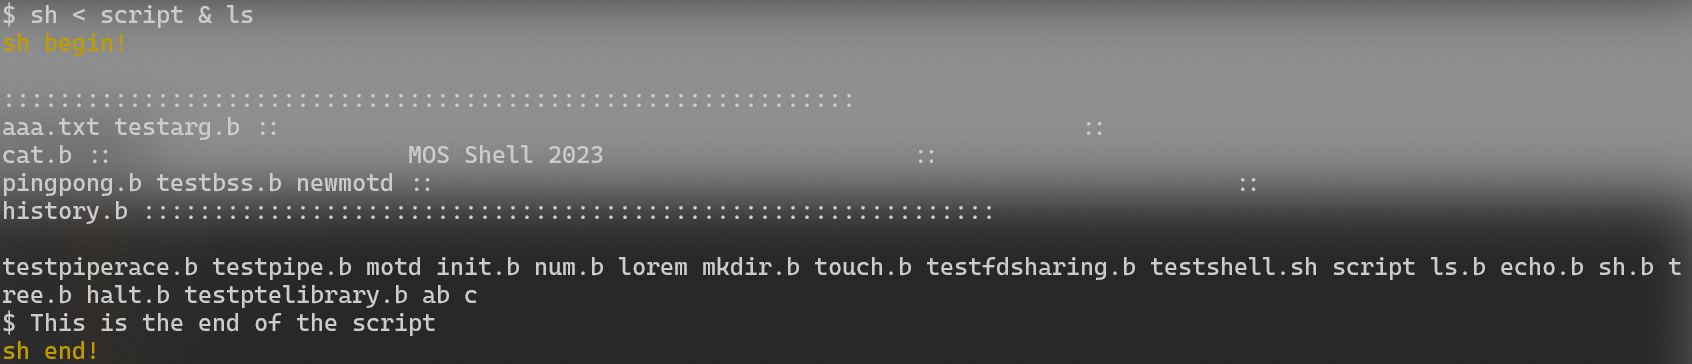 $ sh < script & ls
sh begin!
:::::::::::::::::::::::::::::::::::::::::::::::::::::::::::::
aaa.txt testarg.b ::                                                          ::
cat.b ::                      MOS Shell 2023                      ::
pingpong.b testbss.b newmotd ::                                                          ::
history.b :::::::::::::::::::::::::::::::::::::::::::::::::::::::::::::
testpiperace.b testpipe.b motd init.b num.b lorem mkdir.b touch.b testfdsharing.b testshell.sh script ls.b echo.b sh.b t
ree.b halt.b testptelibrary.b ab c
$ This is the end of the script
sh end!